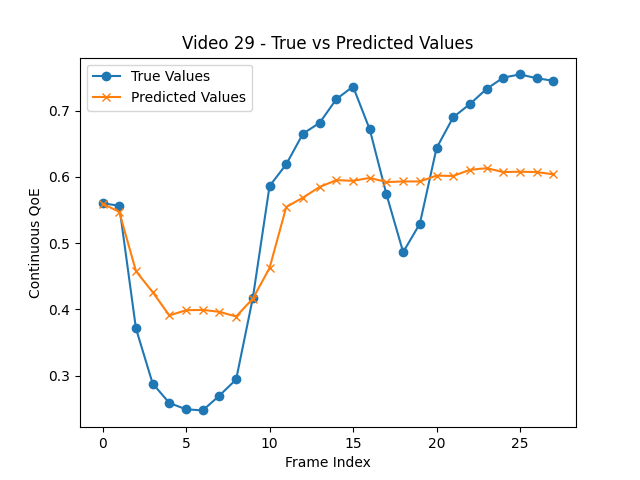 Video 29 - True vs Predicted Values
True Values
Predicted Values
Continuous QoE
0.7
0.6
0.5
0.4
0.3
0
5
10
15
20
25
Frame Index